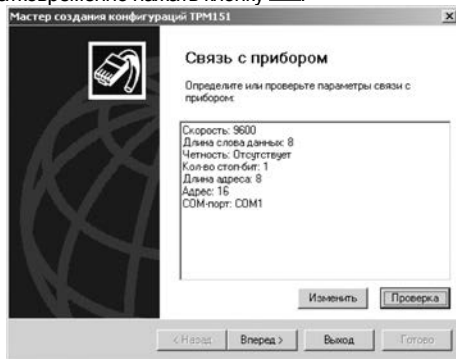 нажать кнопку
Мастер создания конфигураций ТРМ151
Связь с прибором
Определите или проверьте параметры связи с
прибором:
Скорость: 9600
Длина слова данных: 8
Четность: Отсутствует
Кол-во стоп-бит: 1
Длина адреса: 8
Адрес: 16
COM-порт: COM1
Изменить
Проверка
< Назад
Вперед >
Выход
Готово